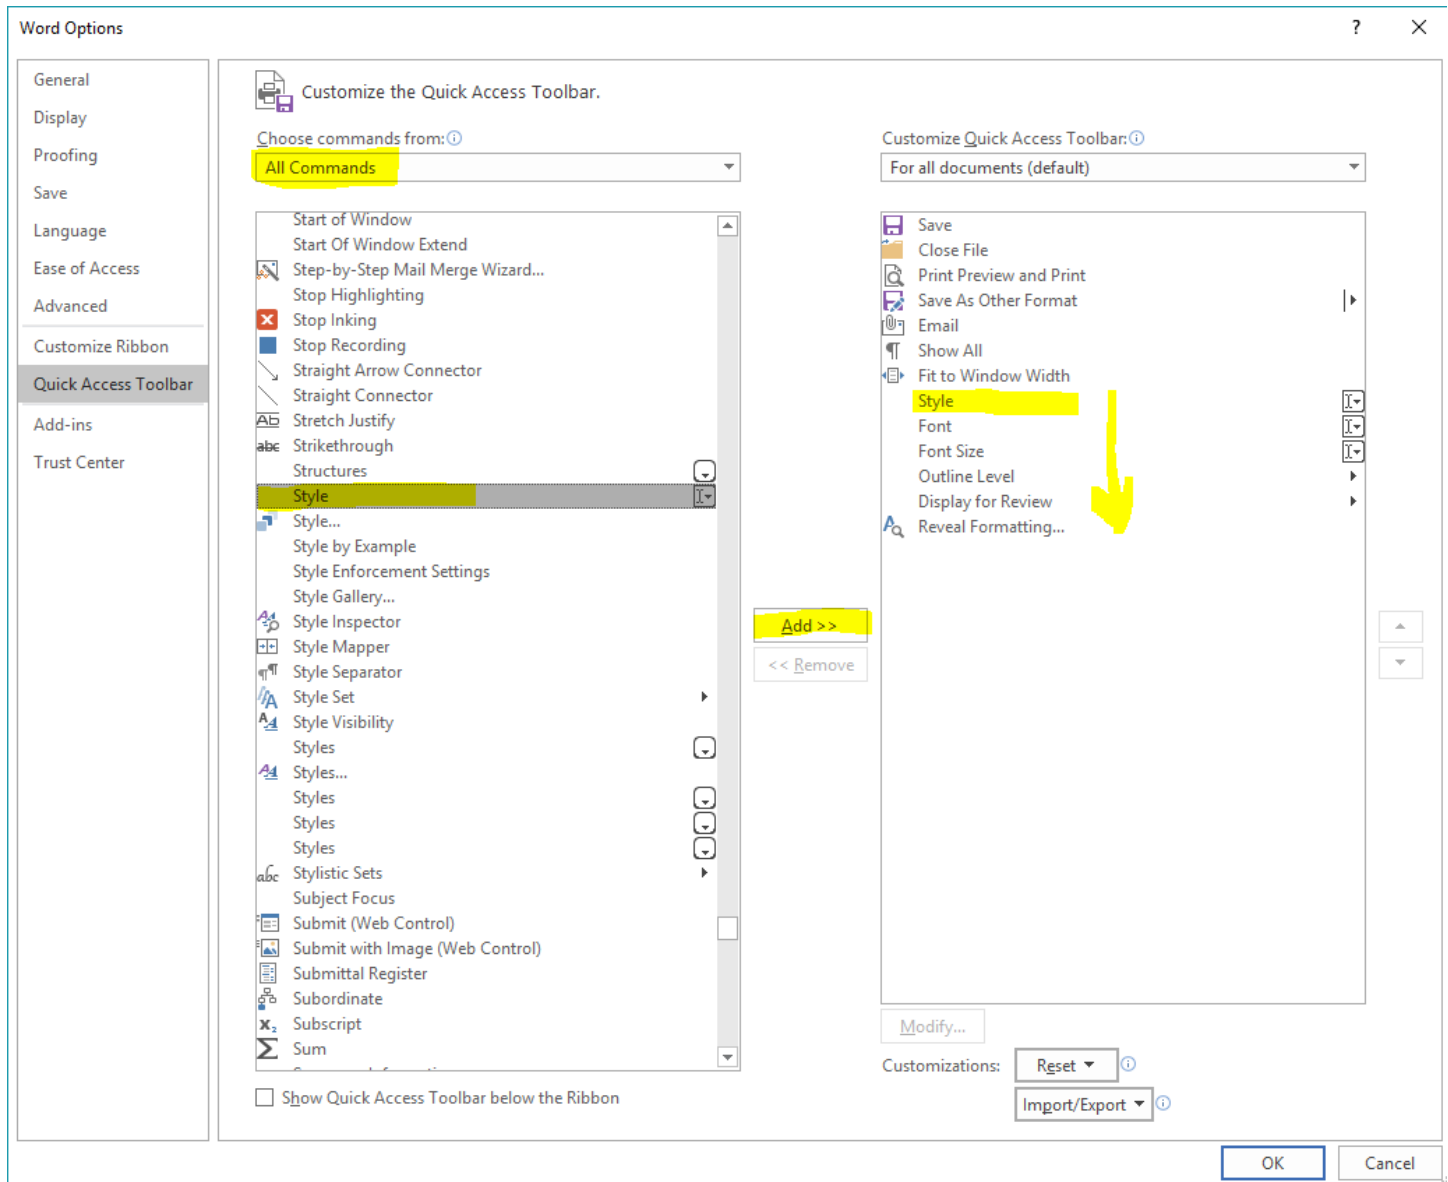 Word Options
?
General
Display
Proofing
Save
Language
Ease of Access
Advanced
Customize Ribbon
Quick Access Toolbar
Add-ins
Trust Center
Customize the Quick Access Toolbar.
Choose commands from:
All Commands
Start of Window
Start Of Window Extend
Step-by-Step Mail Merge Wizard...
Stop Highlighting
Stop Inking
Stop Recording
Straight Arrow Connector
Straight Connector
Stretch Justify
Strikethrough
Structures
Style
Style...
Style by Example
Style Enforcement Settings
Style Gallery...
Style Inspector
Style Mapper
Style Separator
Style Set
Style Visibility
Styles
Styles...
Styles
Styles
Styles
Stylistic Sets
Subject Focus
Submit (Web Control)
Submit with Image (Web Control)
Submittal Register
Subordinate
Subscript
Sum
Show Quick Access Toolbar below the Ribbon
Add >>
<< Remove
Customize Quick Access Toolbar:
For all documents (default)
Save
Close File
Print Preview and Print
Save As Other Format
Email
Show All
Fit to Window Width
Style
Font
Font Size
Outline Level
Display for Review
Reveal Formatting...
Modify...
Customizations:
Reset
Import/Export
OK
Cancel